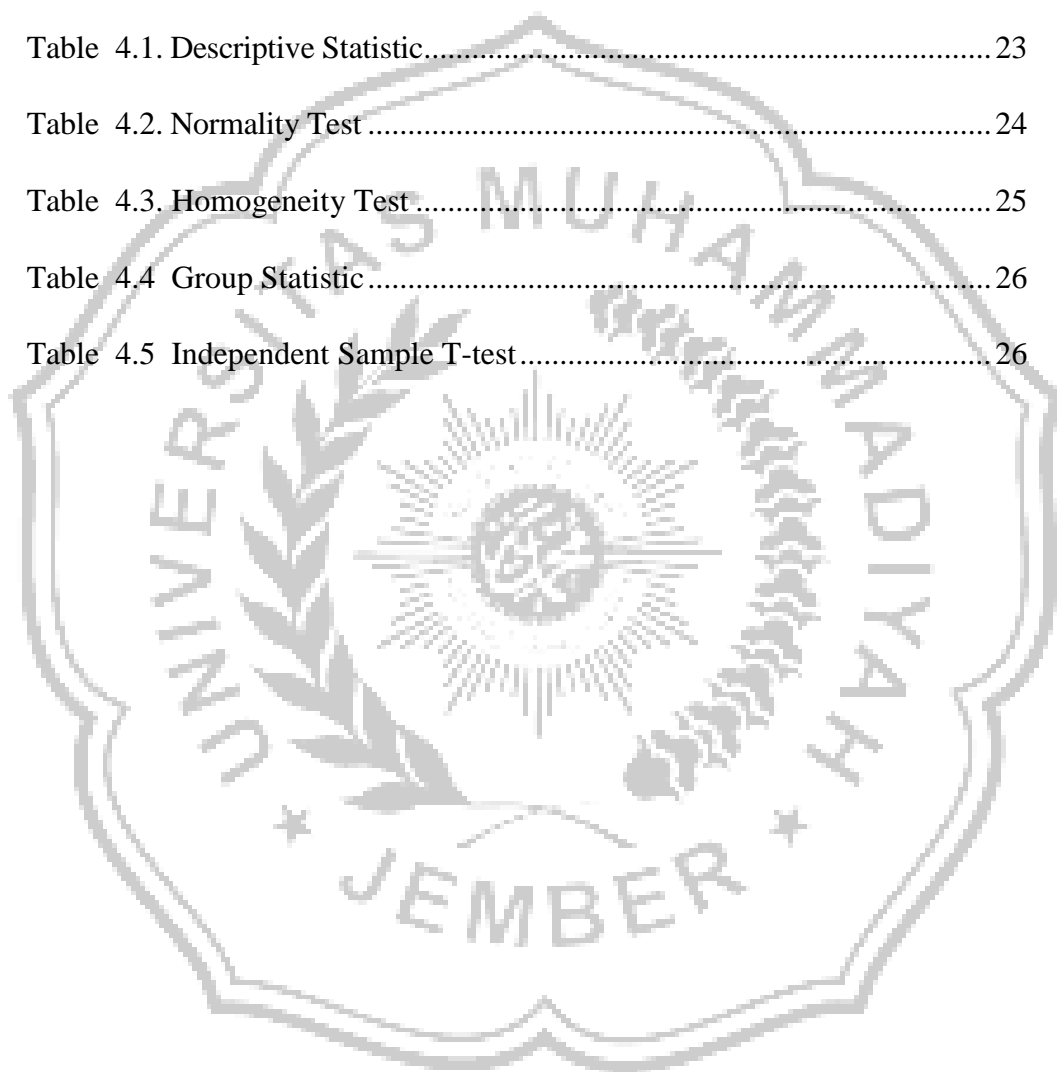 Table 4.1. Descriptive Statistic........................................................................ 23
Table 4.2. Normality Test .............................................................................. 24
Table 4.3. Homogeneity Test ........................................................................ 25
Table 4.4 Group Statistic .............................................................................. 26
Table 4.5 Independent Sample T-test ........................................................... 26
UNIVERSITAS MUHAMMADIYAH
JEMBER